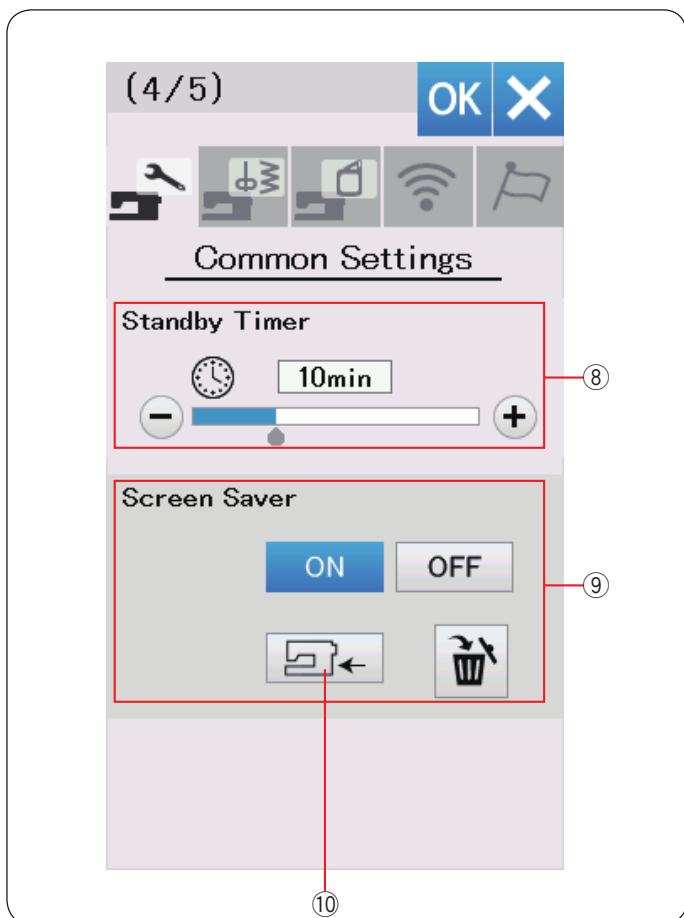 (4/5)
OK
Common Settings
Standby Timer
10min
⑧
Screen Saver
ON OFF
⑨
⑩